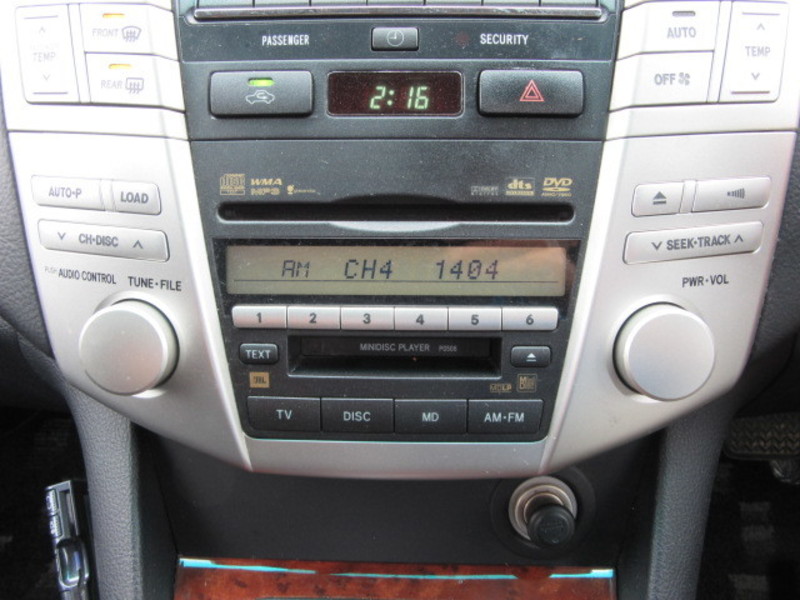 FRONT
AUTO
TEMP
TEMP
REAR
OFF
PASSENGER
SECURITY
2:16
WMA
MP3
dts
DVD
AUTO-P
LOAD
CH·DISC
SEEK·TRACK
PUSH AUDIO CONTROL
TUNE·FILE
PWR·VOL
AM CH4 1404
1 2 3 4 5 6
TEXT
MINIDISC PLAYER
JBL
TV
DISC
MD
AM·FM